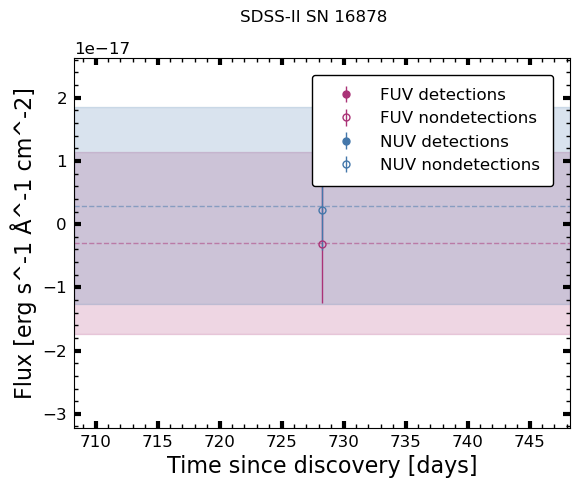 SDSS-II SN 16878
1e−17
Flux [erg s^-1 Å^-1 cm^-2]
2
1
0
−1
−2
−3
FUV detections
FUV nondetections
NUV detections
NUV nondetections
710 715 720 725 730 735 740 745
Time since discovery [days]